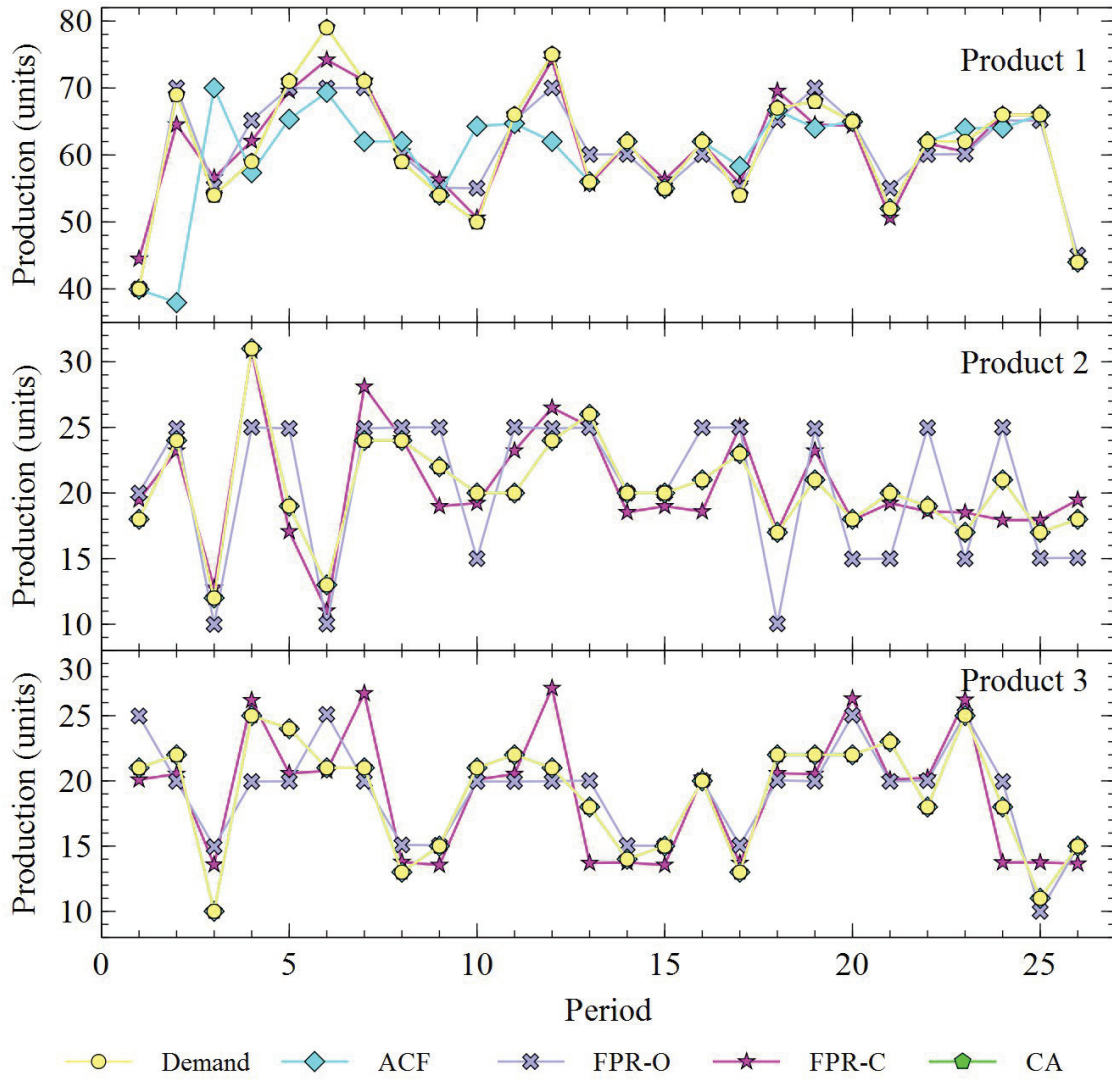 80
70
60
50
40
Production (units)
Product 1
30
25
20
15
10
Production (units)
Product 2
30
25
20
15
10
Production (units)
Product 3
0 5 10 15 20 25
Period
Demand ACF FPR-O FPR-C CA